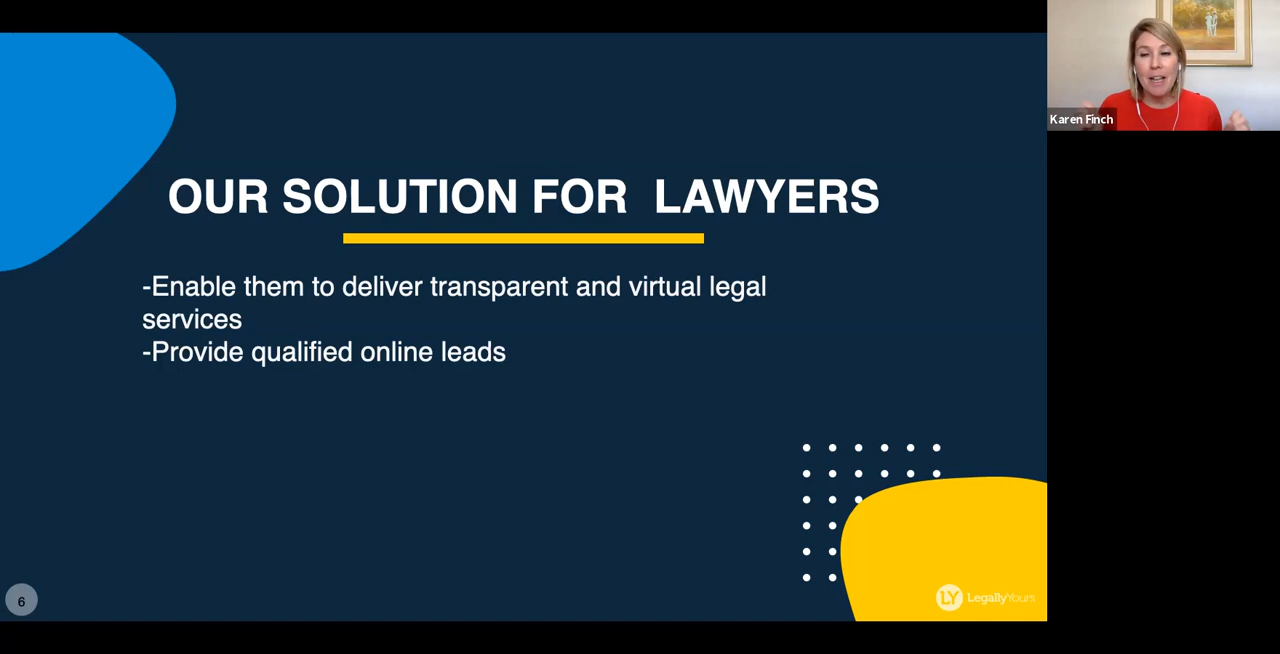 Karen Finch
OUR SOLUTION FOR  LAWYERS
-Enable them to deliver transparent and virtual legal
services
-Provide qualified online leads
6
LY LegallyYours